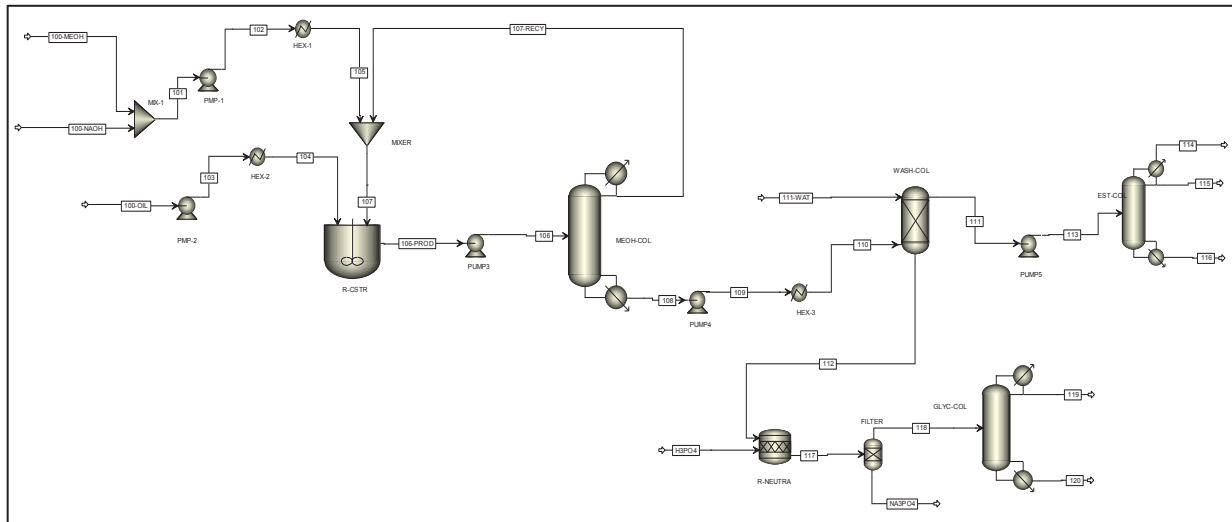 100-MEOH
100-NAOH
MIX-1
101
PMP-1
102
HEX-1
105
107-RECY
MIXER
107
100-OIL
PMP-2
103
HEX-2
104
R-CSTR
106-PROD
PUMP3
106
MEOH-COL
108
PUMP4
109
HEX-3
110
111-WAT
WASH-COL
111
PUMP5
113
EST-COL
114
115
116
112
H3PO4
R-NEUTRA
117
FILTER
118
NA3PO4
GLYC-COL
119
120